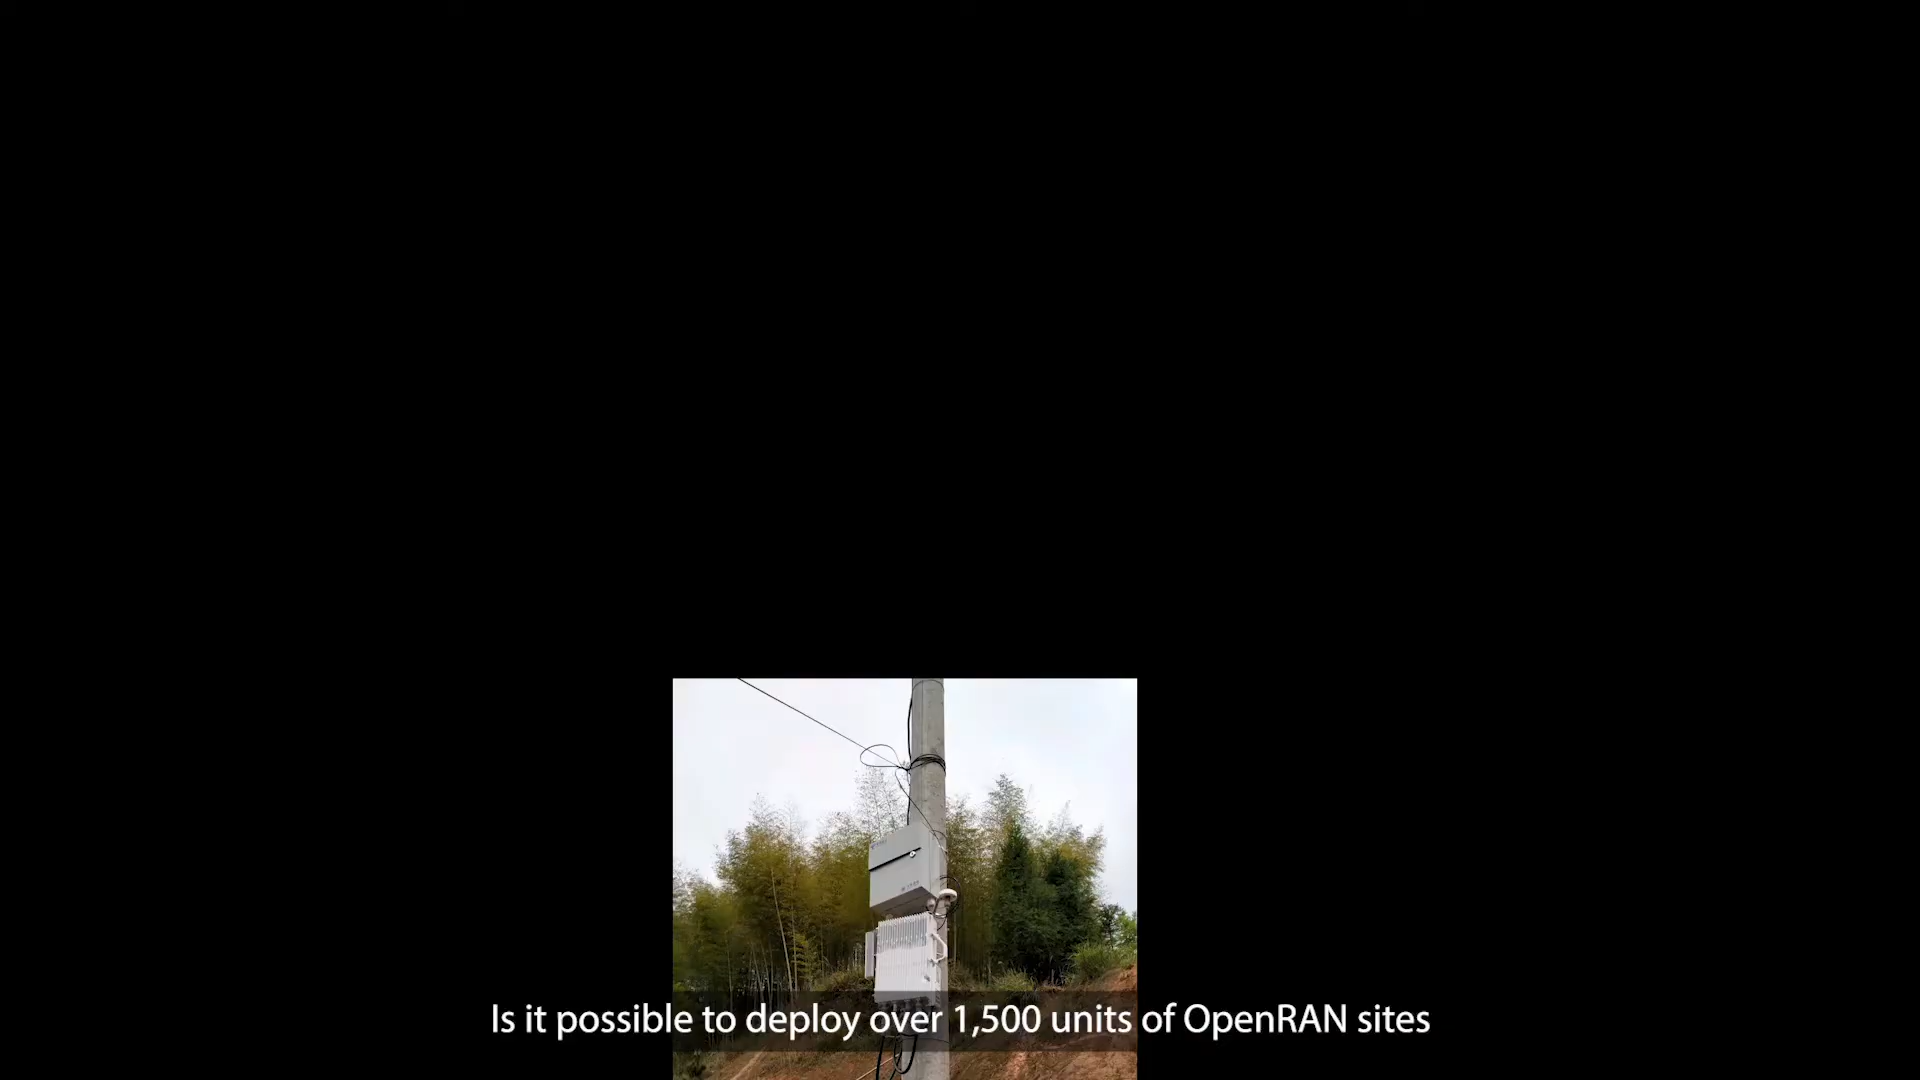 Is it possible to deploy over 1,500 units of OpenRAN sites